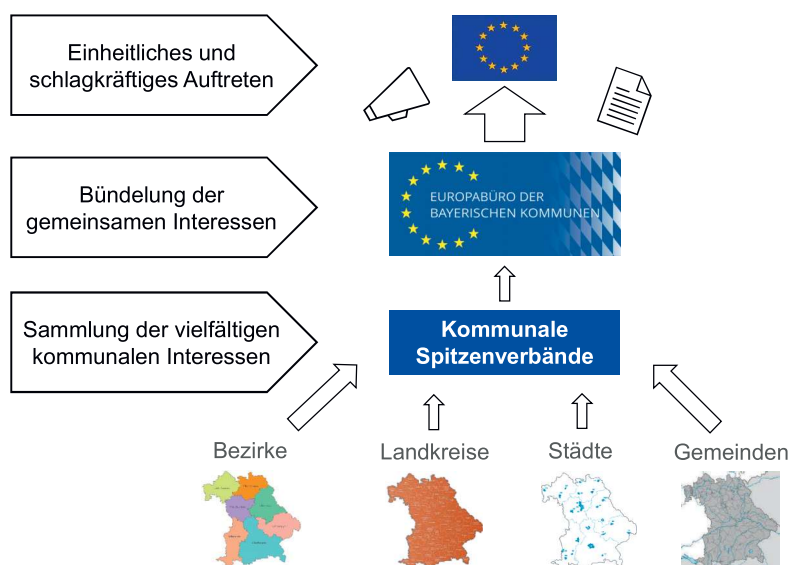 Einheitliches und
schlagkräftiges Auftreten
Bündelung der
gemeinsamen Interessen
EUROPABÜRO DER
BAYERISCHEN KOMMUNEN
Sammlung der vielfältigen
kommunalen Interessen
Kommunale
Spitzenverbände
Bezirke
Landkreise
Städte
Gemeinden